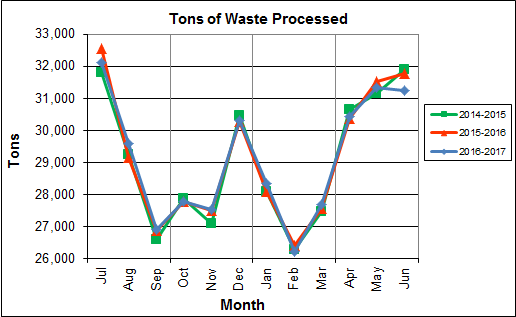 Tons of Waste Processed
33,000
32,000
31,000
30,000
29,000
28,000
27,000
26,000
Tons
Jul Aug Sep Oct Nov Dec Jan Feb Mar Apr May Jun
Month
2014-2015
2015-2016
2016-2017